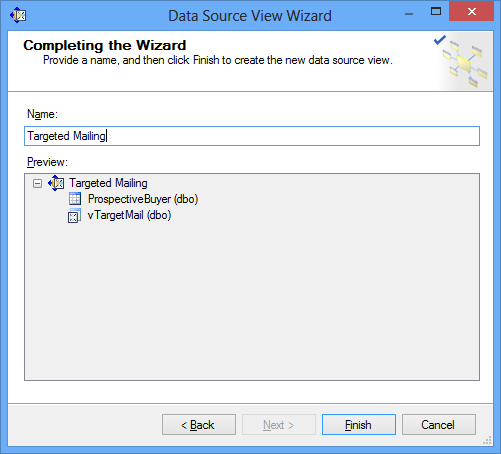 Data Source View Wizard
Completing the Wizard
Provide a name, and then click Finish to create the new data source view.
Name:
Targeted Mailing
Preview:
Targeted Mailing
ProspectiveBuyer (dbo)
vTargetMail (dbo)
< Back
Next >
Finish
Cancel